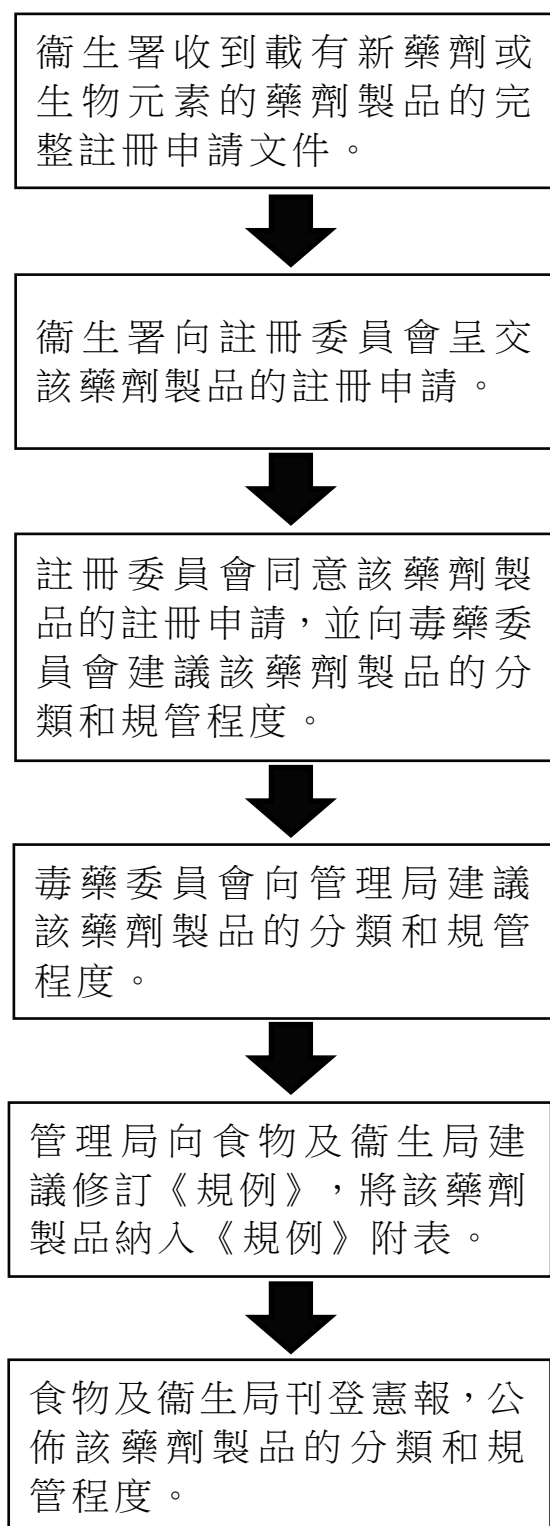 衞生署收到載有新藥劑或
生物元素的藥劑製品的完
整註冊申請文件。
衞生署向註冊委員會呈交
該藥劑製品的註冊申請。
註冊委員會同意該藥劑製
品的註冊申請，並向毒藥委
員會建議該藥劑製品的分
類和規管程度。
毒藥委員會向管理局建議
該藥劑製品的分類和規管
程度。
管理局向食物及衞生局建
議修訂《規例》，將該藥劑
製品納入《規例》附表。
食物及衞生局刊登憲報，公
佈該藥劑製品的分類和規
管程度。